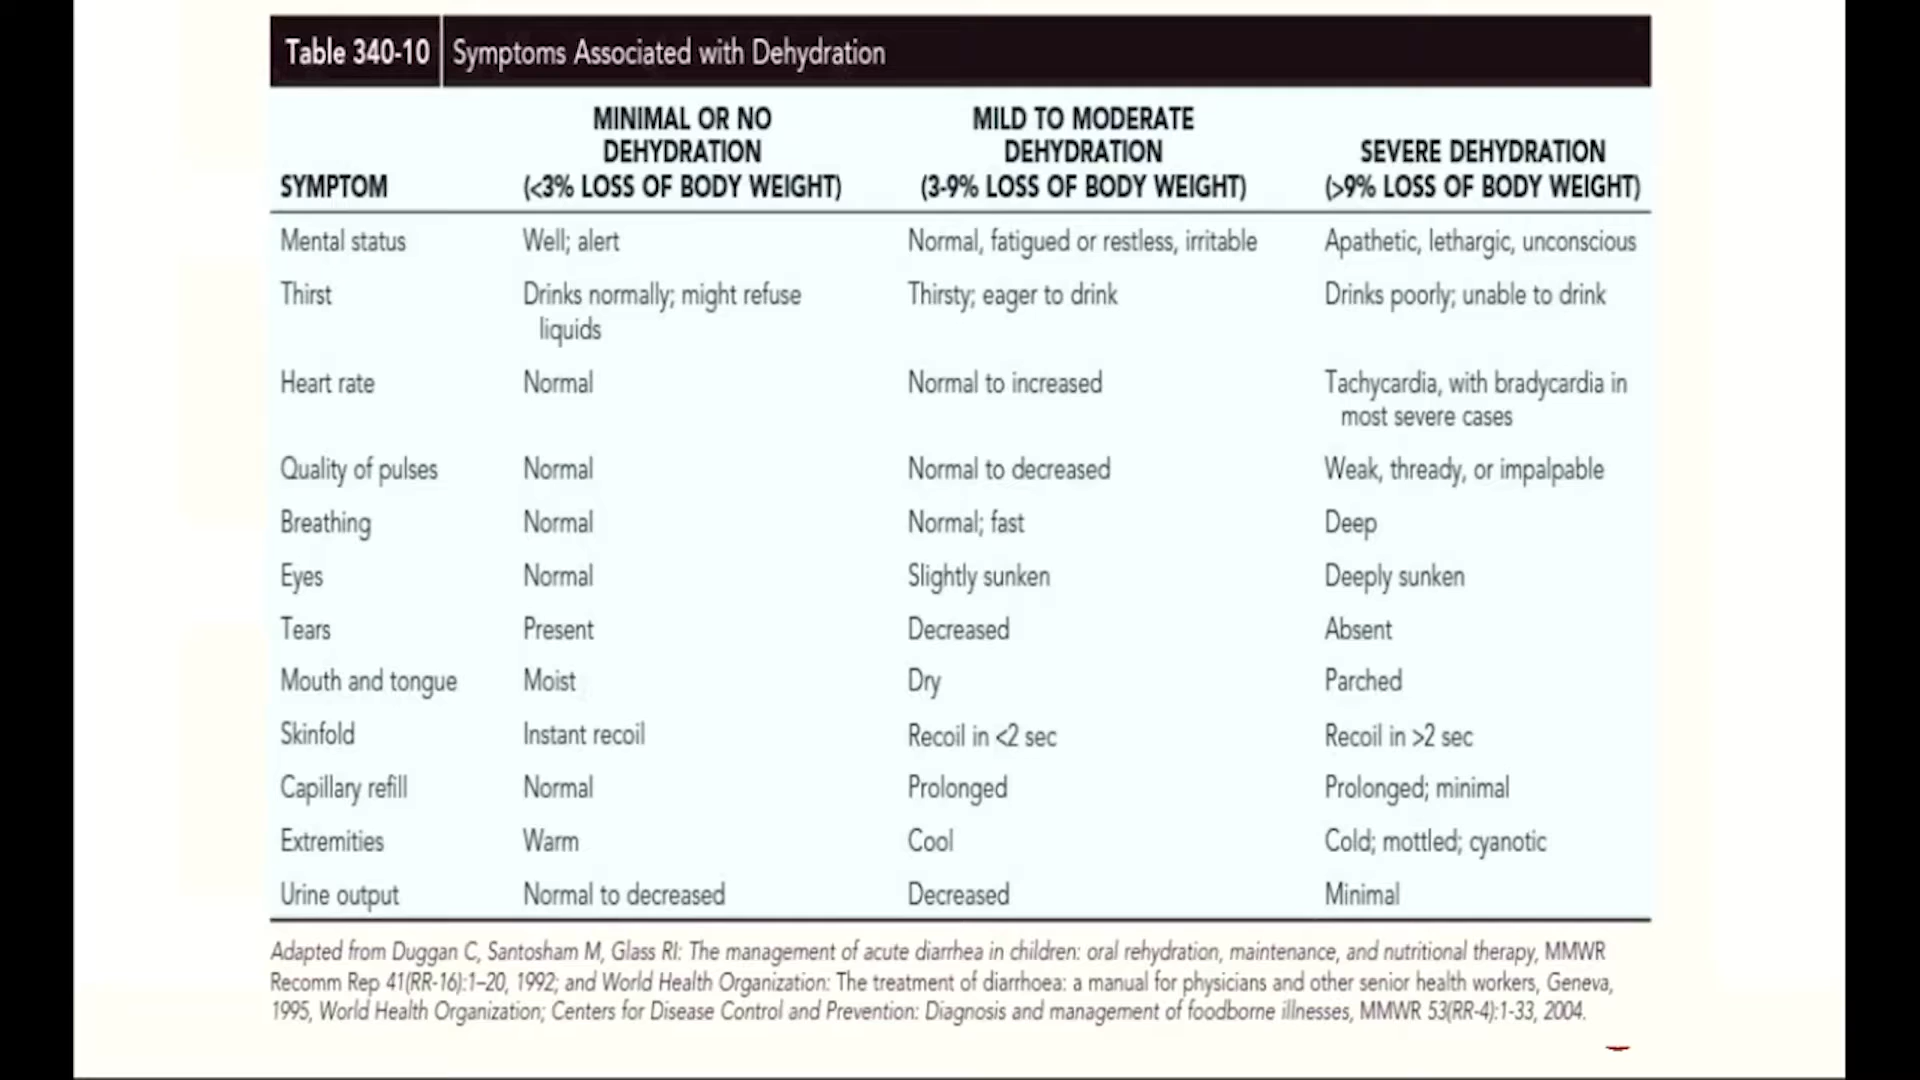 Table 340-10 Symptoms Associated with Dehydration
SYMPTOM
MINIMAL OR NO
DEHYDRATION
(<3% LOSS OF BODY WEIGHT)
MILD TO MODERATE
DEHYDRATION
(3-9% LOSS OF BODY WEIGHT)
SEVERE DEHYDRATION
(>9% LOSS OF BODY WEIGHT)
Mental status Well; alert Normal, fatigued or restless, irritable Apathetic, lethargic, unconscious
Thirst Drinks normally; might refuse Thirsty; eager to drink Drinks poorly; unable to drink
liquids
Heart rate Normal Normal to increased Tachycardia, with bradycardia in
most severe cases
Quality of pulses Normal Normal to decreased Weak, thready, or impalpable
Breathing Normal Normal; fast Deep
Eyes Normal Slightly sunken Deeply sunken
Tears Present Decreased Absent
Mouth and tongue Moist Dry Parched
Skinfold Instant recoil Recoil in <2 sec Recoil in >2 sec
Capillary refill Normal Prolonged Prolonged; minimal
Extremities Warm Cool Cold; mottled; cyanotic
Urine output Normal to decreased Decreased Minimal
Adapted from Duggan C, Santosham M, Glass RI: The management of acute diarrhea in children: oral rehydration, maintenance, and nutritional therapy, MMWR
Recomm Rep 41(RR-16):1–20, 1992; and World Health Organization: The treatment of diarrhoea: a manual for physicians and other senior health workers, Geneva,
1995, World Health Organization; Centers for Disease Control and Prevention: Diagnosis and management of foodborne illnesses, MMWR 53(RR-4):1-33, 2004.